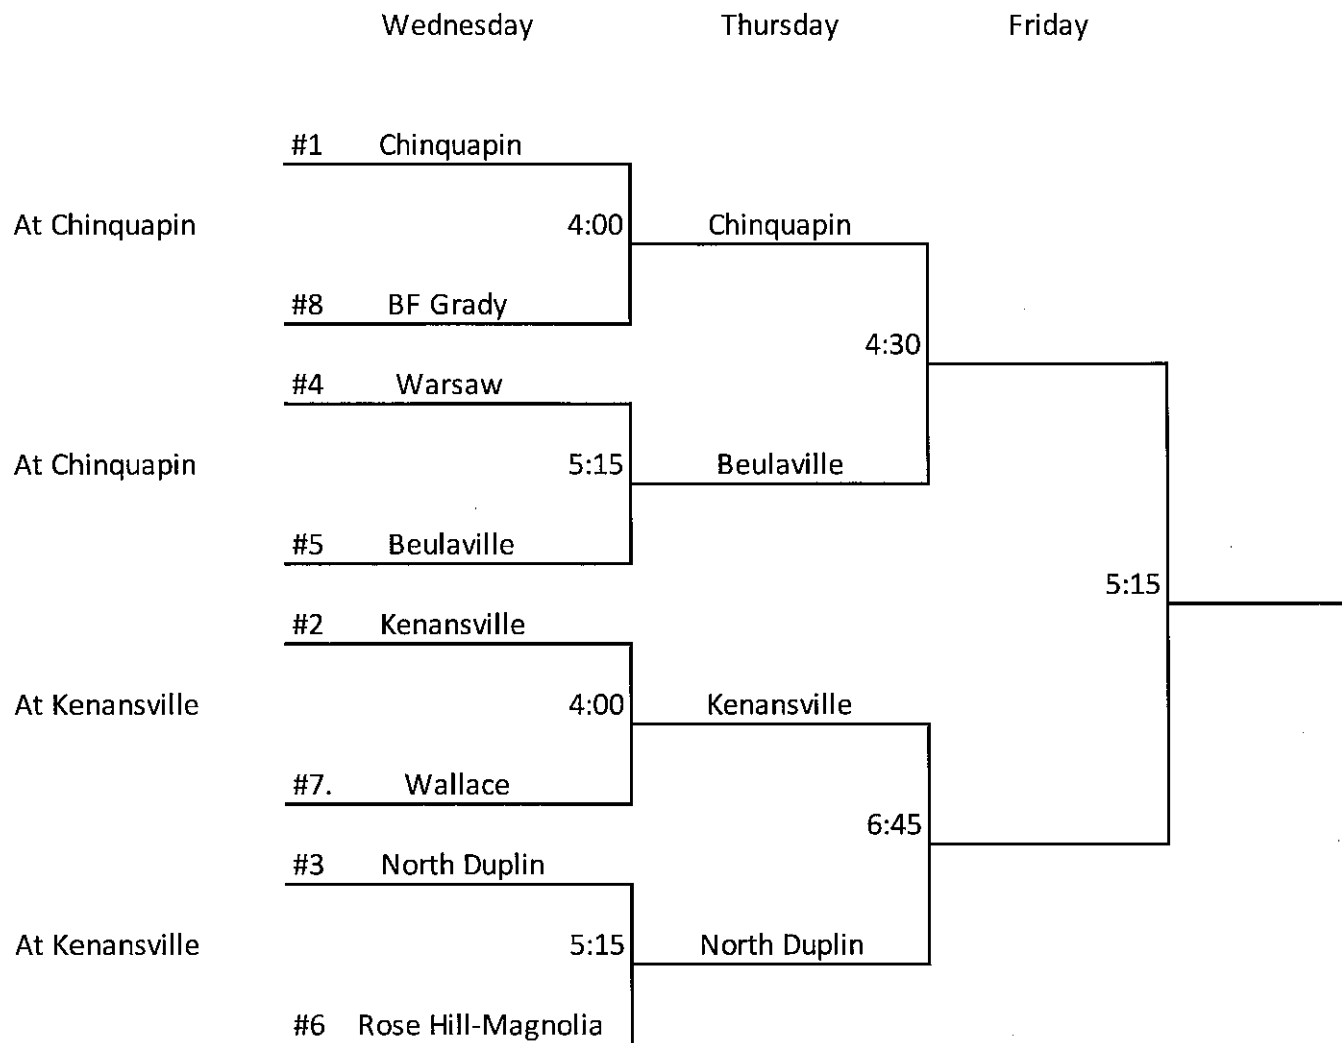 Wednesday Thursday Friday
#1 Chinquapin
At Chinquapin 4:00 Chinquapin
#8 BF Grady
4:30
#4 Warsaw
At Chinquapin 5:15 Beulaville
#5 Beulaville
5:15
#2 Kenansville
At Kenansville 4:00 Kenansville
#7. Wallace
6:45
#3 North Duplin
At Kenansville 5:15 North Duplin
#6 Rose Hill-Magnolia